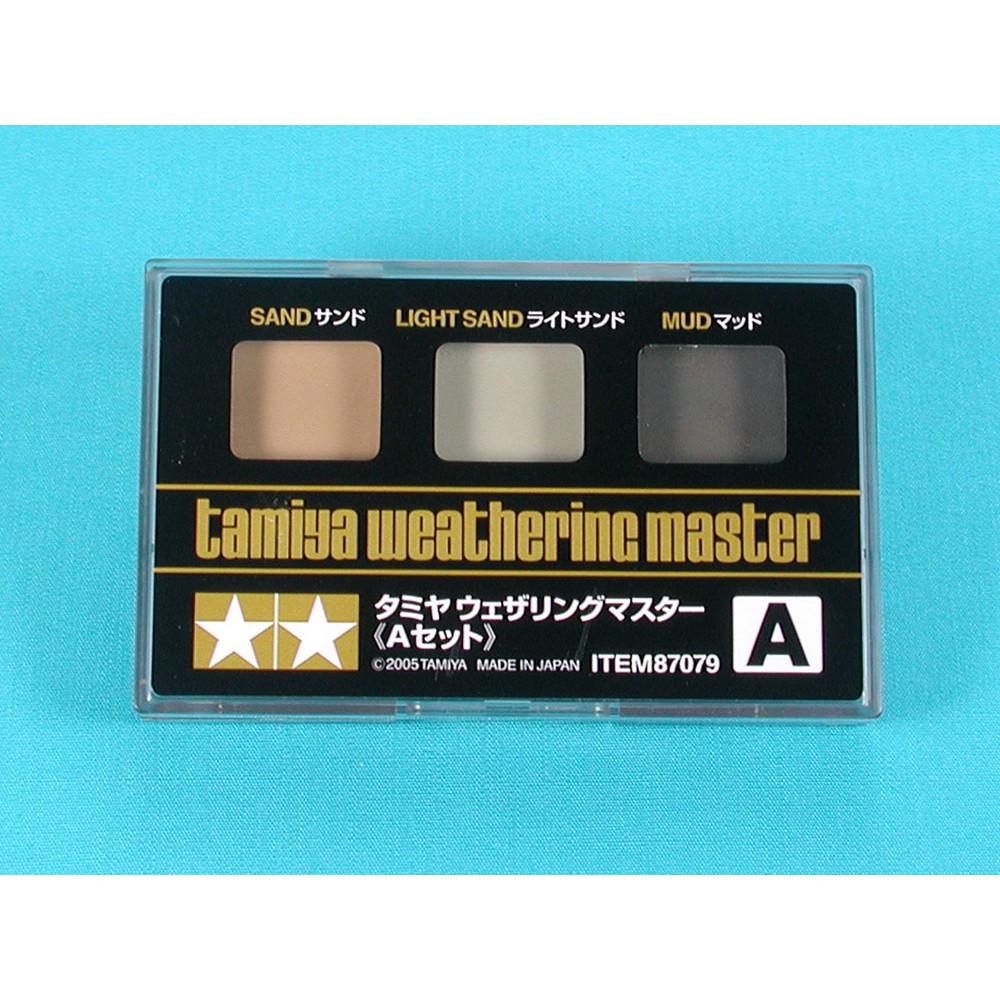 SANDサンド LIGHT SANDライトサンド MUDマッド
tamiya weathering master
タミヤ ウェザリングマスター
《Aセット》
©2005TAMIYA MADE IN JAPAN ITEM87079
A